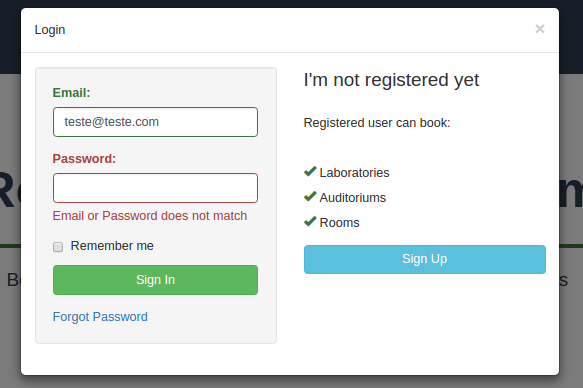 Login
×
Email:
teste@teste.com
Password:
Email or Password does not match
Remember me
Sign In
Forgot Password
I'm not registered yet
Registered user can book:
Laboratories
Auditoriums
Rooms
Sign Up